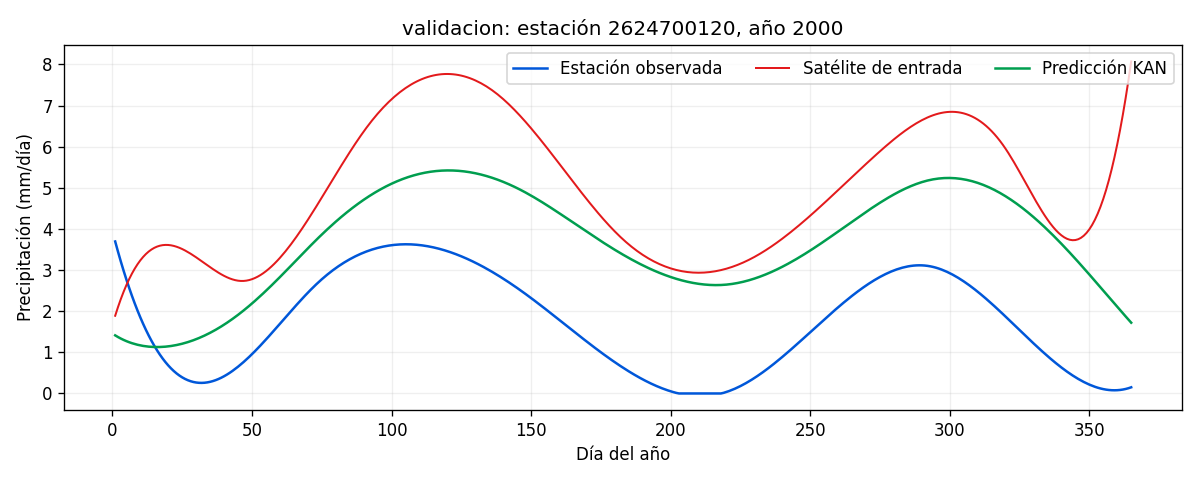 validacion: estación 2624700120, año 2000
Estación observada
Satélite de entrada
Predicción KAN
Precipitación (mm/día)
8
7
6
5
4
3
2
1
0
0 50 100 150 200 250 300 350
Día del año